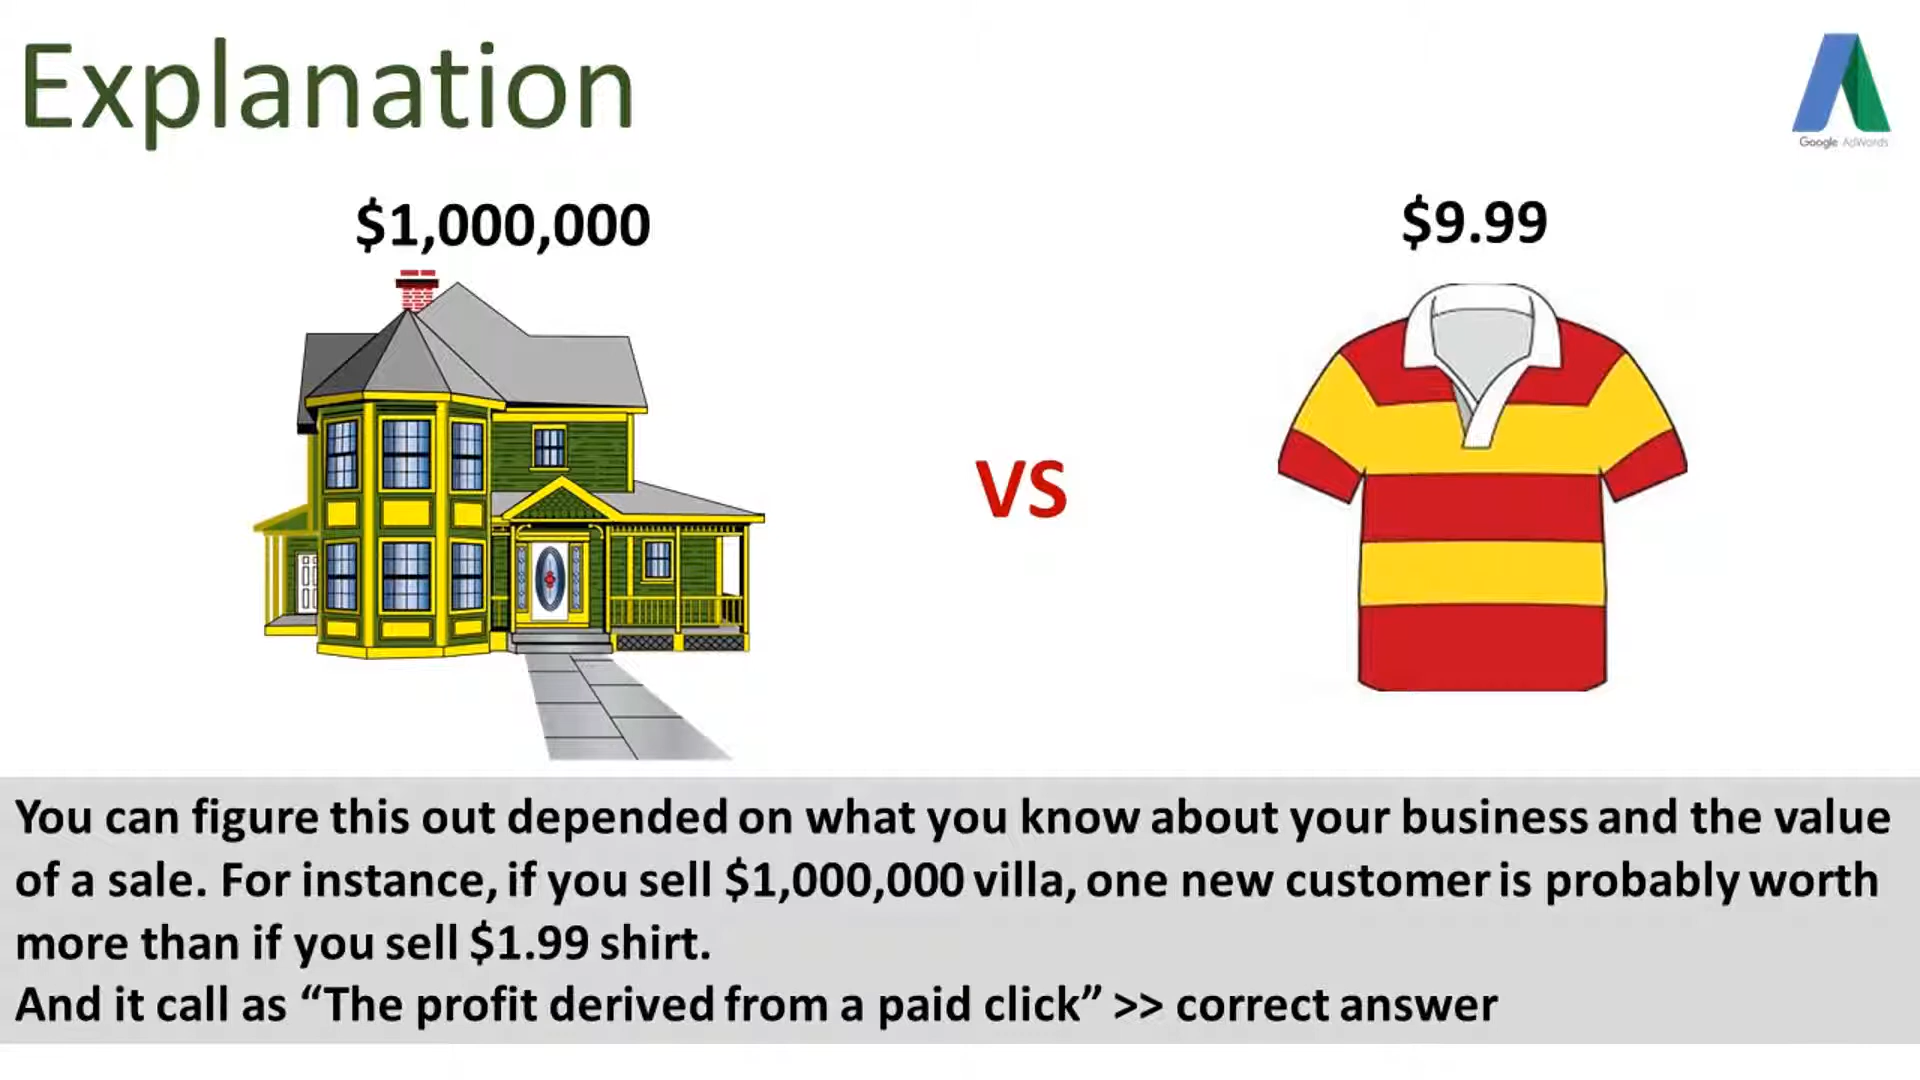 Explanation
Google AdWords
$1,000,000
$9.99
VS
You can figure this out depended on what you know about your business and the value
of a sale. For instance, if you sell $1,000,000 villa, one new customer is probably worth
more than if you sell $1.99 shirt.
And it call as “The profit derived from a paid click” >> correct answer